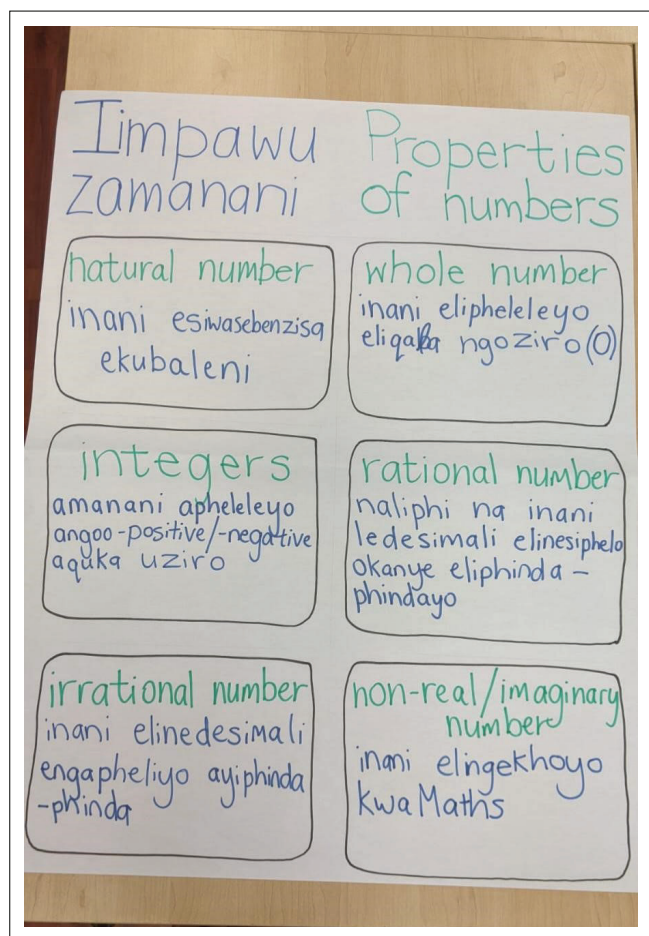 Iimpawu
zamanani
Properties
of numbers
natural number
inani esiwasebenzisa
ekubaleni
whole number
inani elipheleleyo
eliqala ngoziro (0)
integers
amanani apheleleyo
angoo-positive/-negative
aquka uziro
rational number
naliphi na inani
ledesimali elinesiphelo
okanye eliphinda-
phindayo
irrational number
inani elinedesimali
engapheliyo ayiphinda
-phinda
non-real/imaginary
number
inani elingekhoyo
kwaMaths